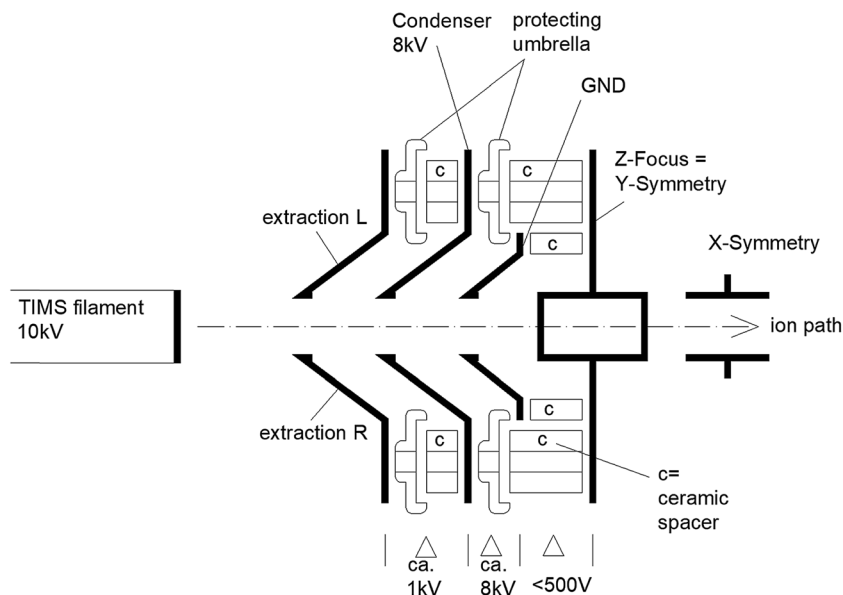 Condenser
8kV
protecting
umbrella
GND
Z-Focus =
Y-Symmetry
c
c
extraction L
c
X-Symmetry
TIMS filament
10kV
ion path
c
extraction R
c
c
c=
ceramic
spacer
ca.
1kV
ca.
8kV
<500V